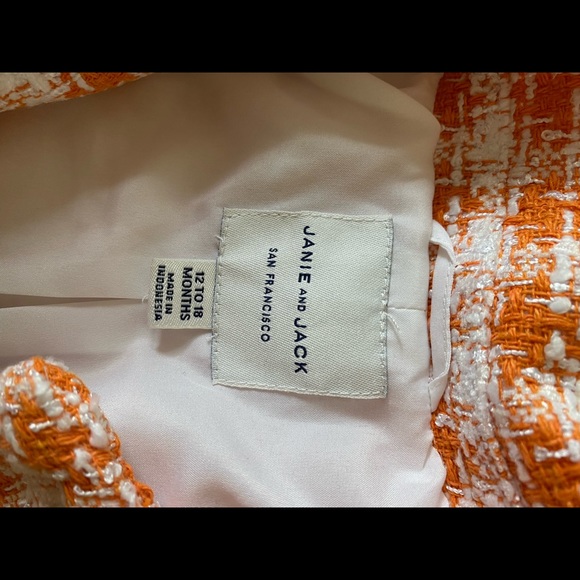 JANIE AND JACK
SAN FRANCISCO
12 TO 18
MONTHS
MADE IN
INDONESIA